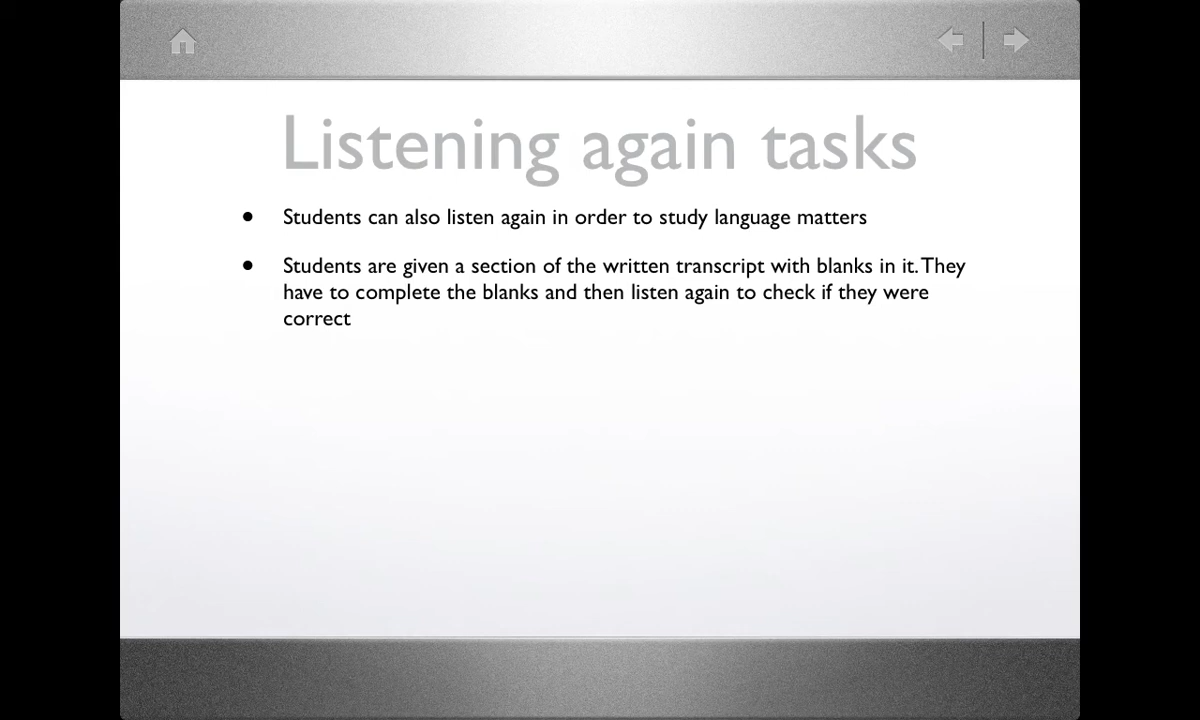 Listening again tasks
• Students can also listen again in order to study language matters
• Students are given a section of the written transcript with blanks in it. They
have to complete the blanks and then listen again to check if they were
correct